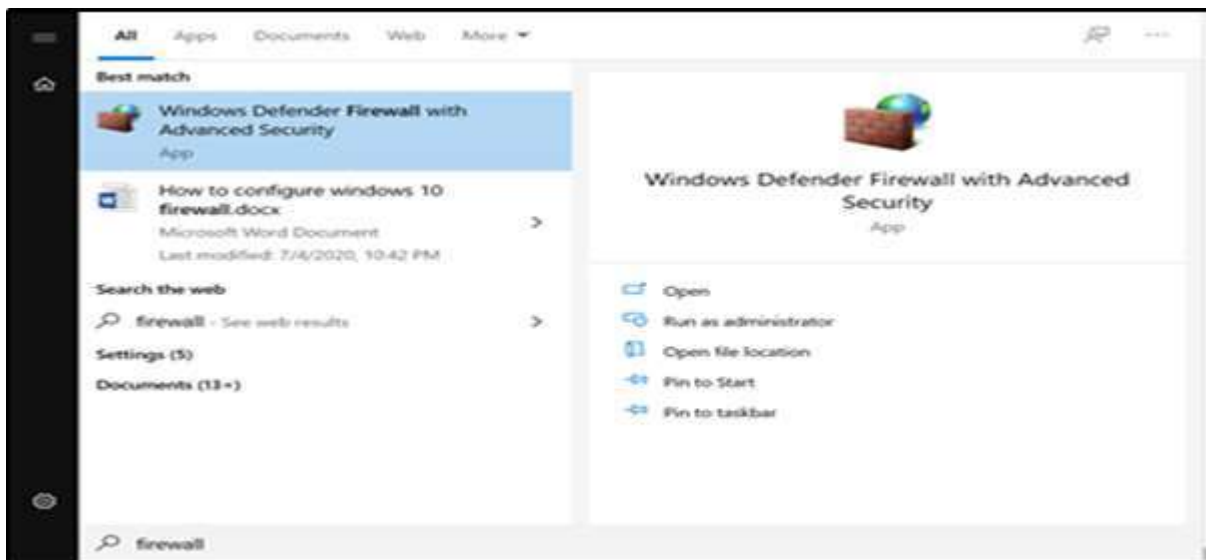 All Apps Documents Web More
Best match
Windows Defender Firewall with
Advanced Security
App
How to configure windows 10
firewall.docx
Microsoft Word Document
Last modified: 7/4/2020, 10:42 PM
Search the web
firewall - See web results
Settings (5)
Documents (13+)
Windows Defender Firewall with Advanced
Security
App
Open
Run as administrator
Open file location
Pin to Start
Pin to taskbar
firewall